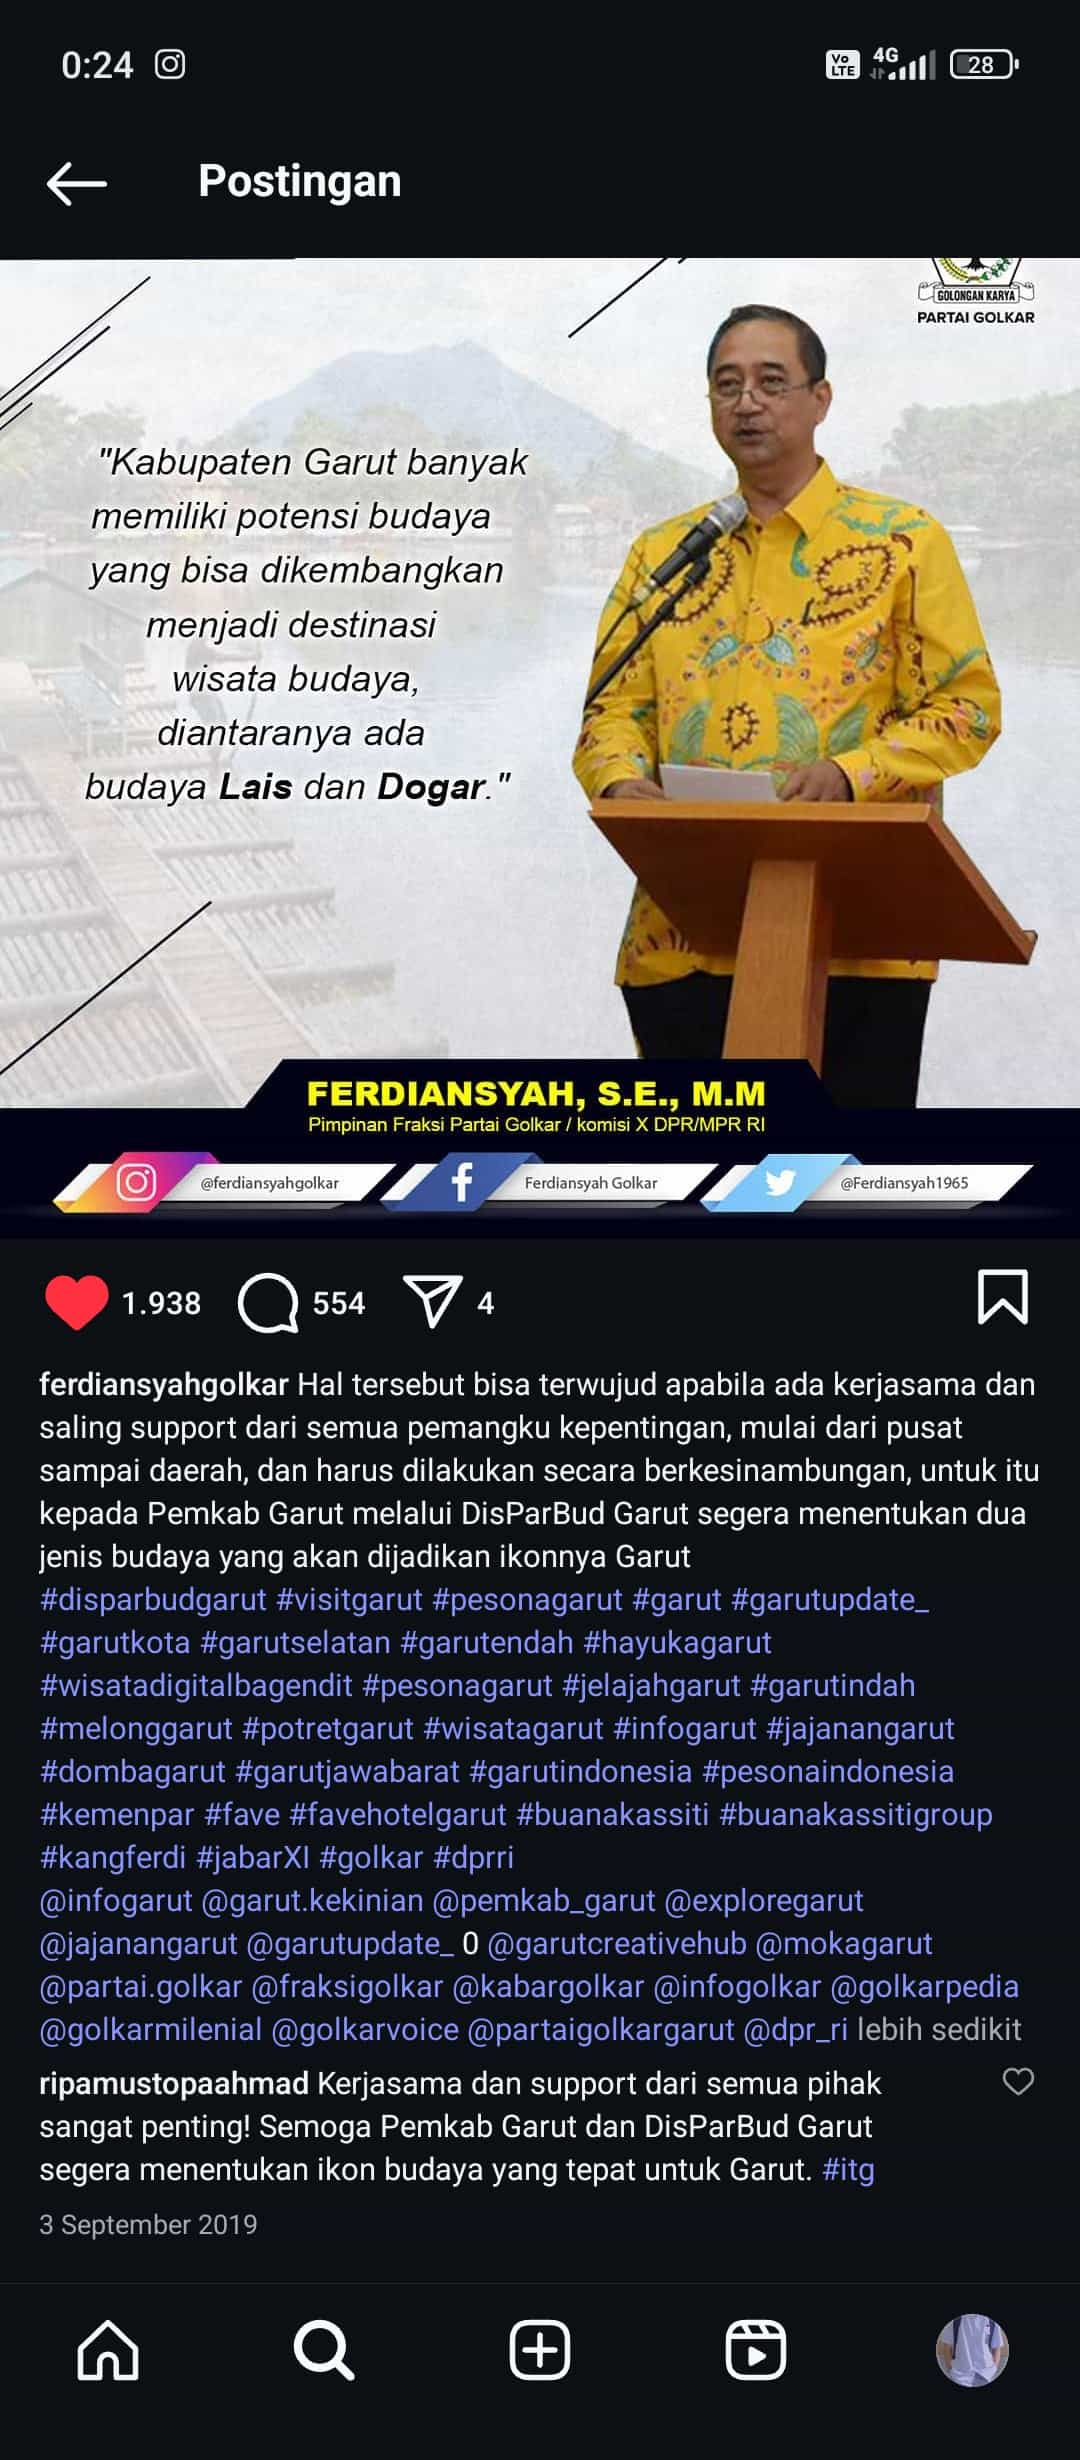 0:24
Vo LTE 4G 28
Postingan
GOLONGAN KARYA
PARTAI GOLKAR
"Kabupaten Garut banyak
memiliki potensi budaya
yang bisa dikembangkan
menjadi destinasi
wisata budaya,
diantaranya ada
budaya Lais dan Dogar."
FERDIANSYAH, S.E., M.M
Pimpinan Fraksi Partai Golkar / komisi X DPR/MPR RI
@ferdiansyahgolkar
Ferdiansyah Golkar
@Ferdiansyah1965
1.938 554 4
ferdiansyahgolkar Hal tersebut bisa terwujud apabila ada kerjasama dan
saling support dari semua pemangku kepentingan, mulai dari pusat
sampai daerah, dan harus dilakukan secara berkesinambungan, untuk itu
kepada Pemkab Garut melalui DisParBud Garut segera menentukan dua
jenis budaya yang akan dijadikan ikonnya Garut
#disparbudgarut #visitgarut #pesonagarut #garut #garutupdate_
#garutkota #garutselatan #garutendah #hayukagarut
#wisatadigitalbagendit #pesonagarut #jelajahgarut #garutindah
#melonggarut #potretgarut #wisatagarut #infogarut #jajanangarut
#dombagarut #garutjawabarat #garutindonesia #pesonaindonesia
#kemenpar #fave #favehotelgarut #buanakassiti #buanakassitigroup
#kangferdi #jabarXI #golkar #dprri
@infogarut @garut.kekinian @pemkab_garut @exploregarut
@jajanangarut @garutupdate_ 0 @garutcreativehub @mokagarut
@partai.golkar @fraksigolkar @kabargolkar @infogolkar @golkarpedia
@golkarmilenial @golkarvoice @partaigolkargarut @dpr_ri lebih sedikit
ripamustopaahmad Kerjasama dan support dari semua pihak
sangat penting! Semoga Pemkab Garut dan DisParBud Garut
segera menentukan ikon budaya yang tepat untuk Garut. #itg
3 September 2019